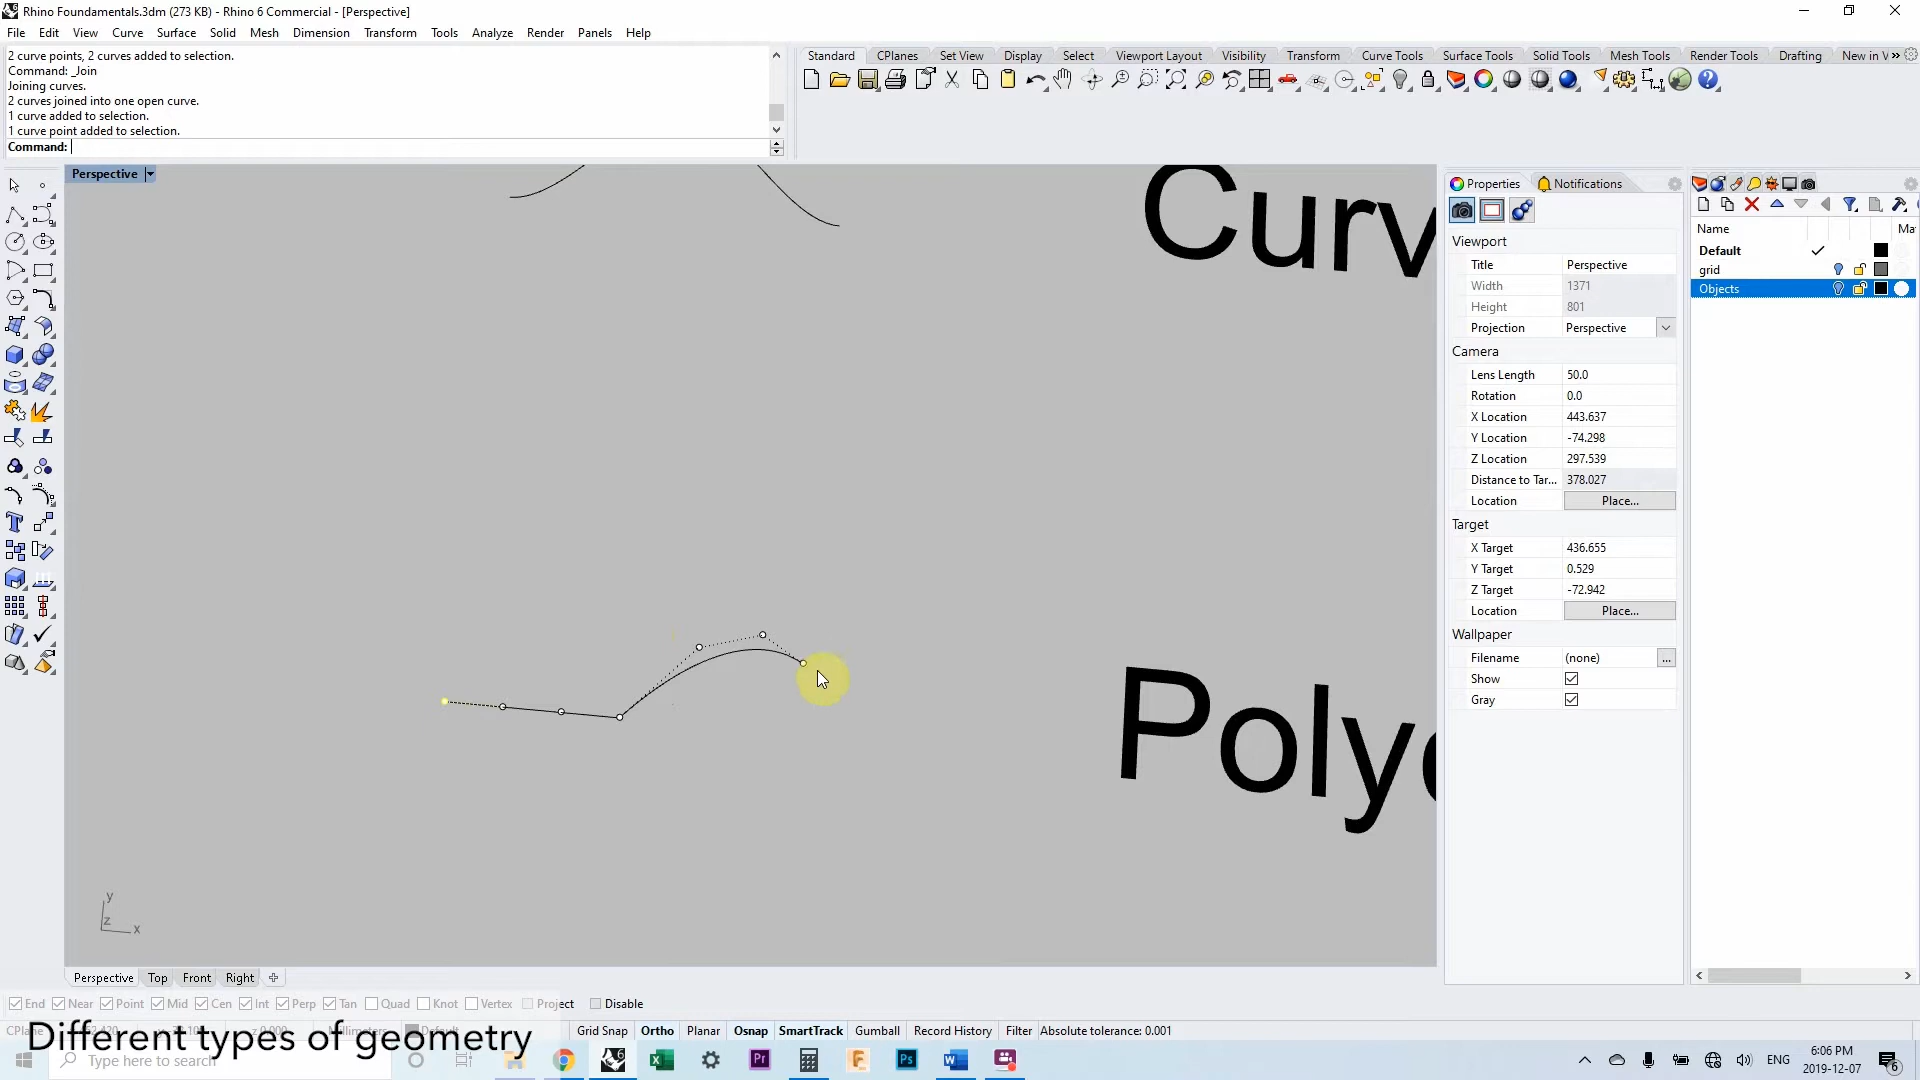 Rhino Foundamentals.3dm (273 KB) - Rhino 6 Commercial - [Perspective]
File Edit View Curve Surface Solid Mesh Dimension Transform Tools Analyze Render Panels Help
2 curve points, 2 curves added to selection.
Command: _Join
Joining curves.
2 curves joined into one open curve.
1 curve added to selection.
1 curve point added to selection.
Command:
Standard CPlanes Set View Display Select Viewport Layout Visibility Transform Curve Tools Surface Tools Solid Tools Mesh Tools Render Tools Drafting New in V
Perspective
Curv
Poly
y
z
x
Properties Notifications
Viewport
Title Perspective
Width 1371
Height 801
Projection Perspective
Camera
Lens Length 50.0
Rotation 0.0
X Location 443.637
Y Location -74.298
Z Location 297.539
Distance to Tar... 378.027
Location Place...
Target
X Target 436.655
Y Target 0.529
Z Target -72.942
Location Place...
Wallpaper
Filename (none) ...
Show
Gray
Name Ma
Default
grid
Objects
Perspective Top Front Right
End Near Point Mid Cen Int Perp Tan Quad Knot Vertex Project Disable
Grid Snap Ortho Planar Osnap SmartTrack Gumball Record History Filter Absolute tolerance: 0.001
Different types of geometry
Type here to search
ENG
6:06 PM
2019-12-07
6